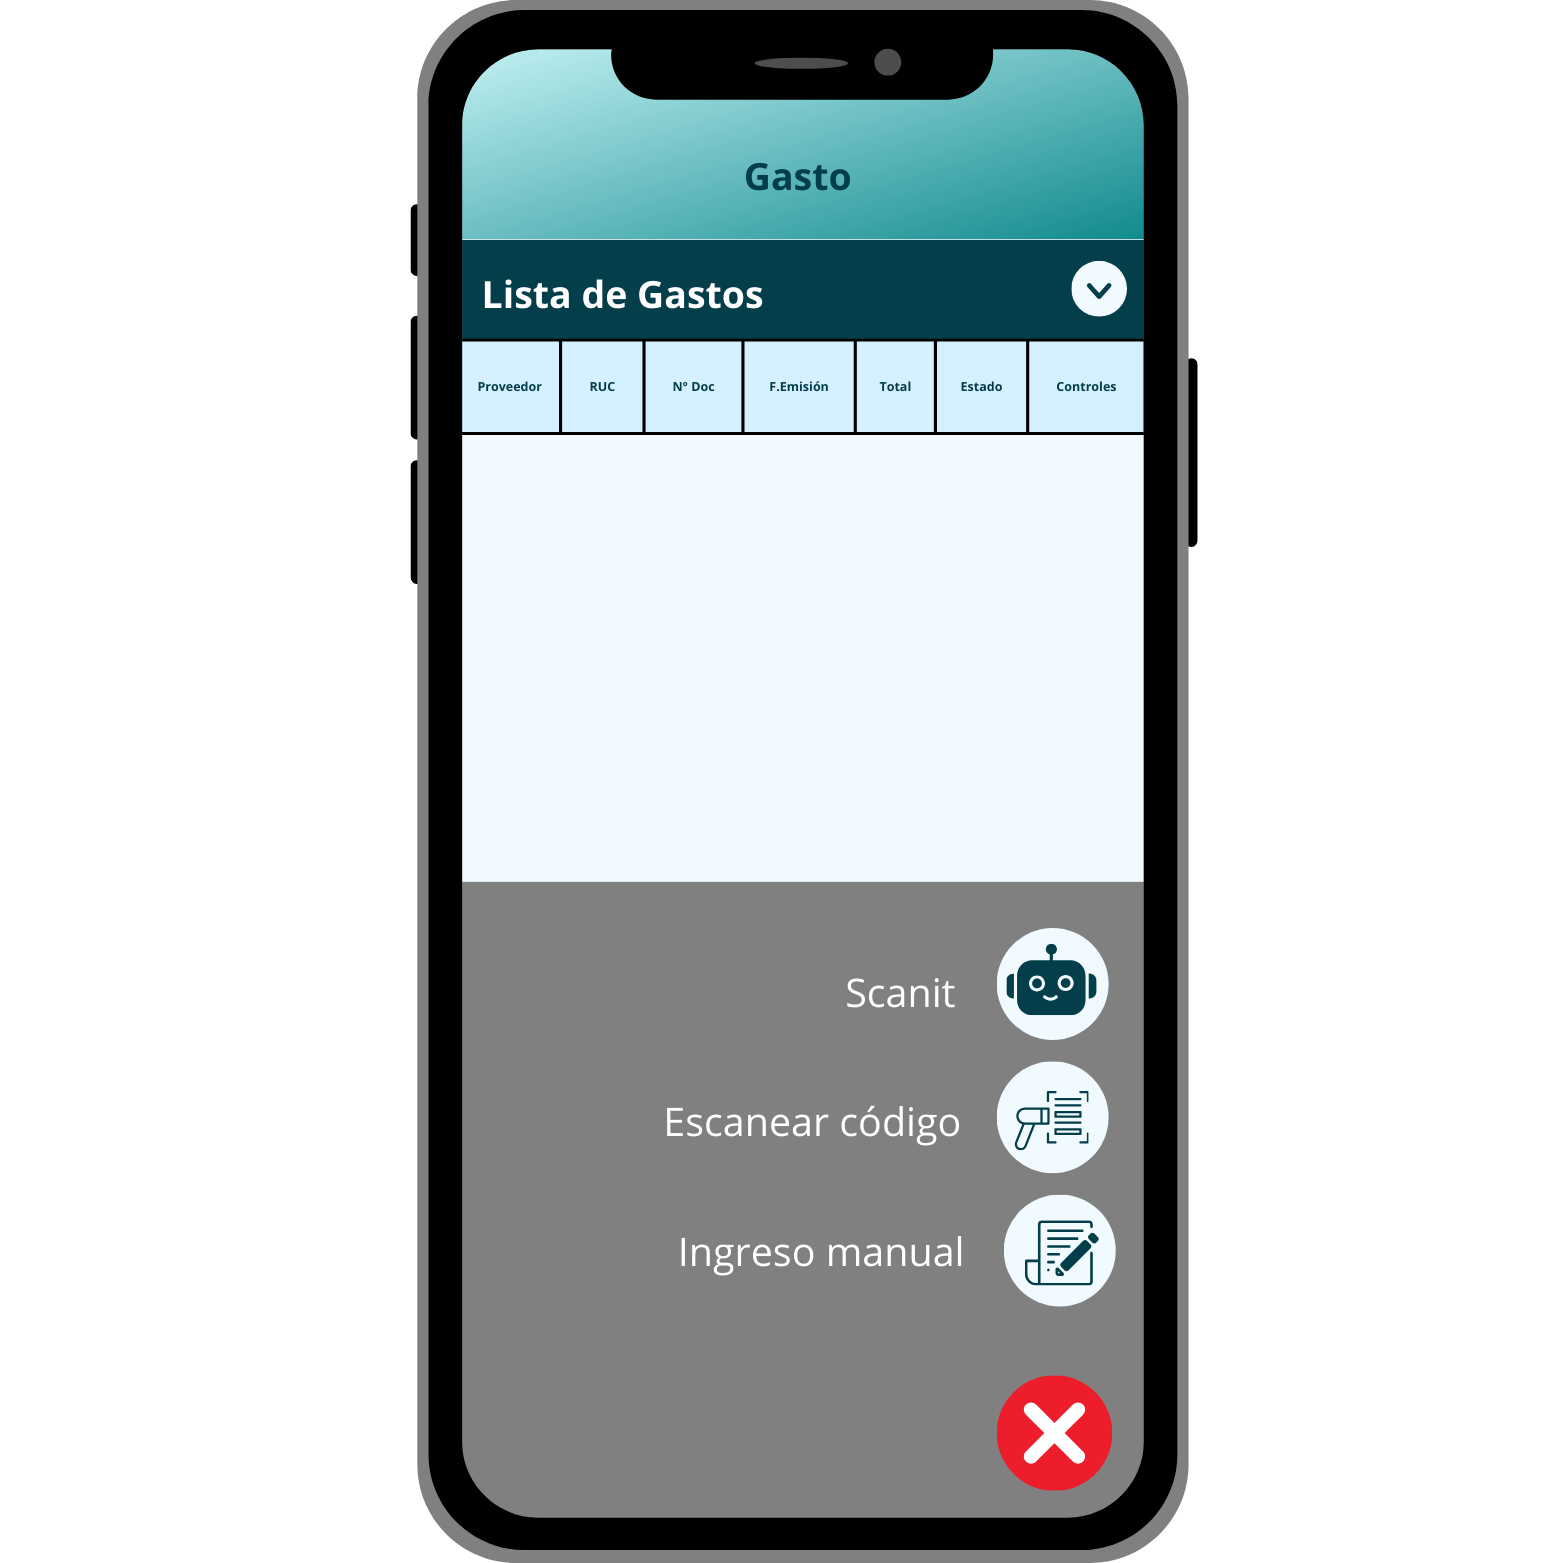 Gasto
Lista de Gastos
Proveedor RUC N° Doc F.Emisión Total Estado Controles
Scanit
Escanear código
Ingreso manual